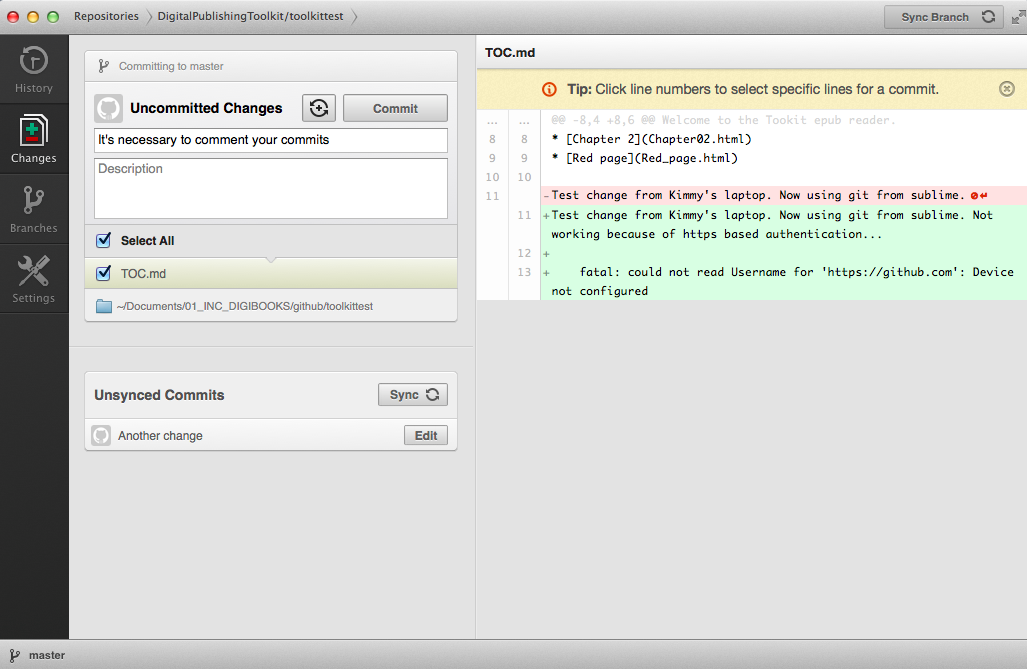 Repositories DigitalPublishingToolkit/toolkittest
Sync Branch
History
Changes
Branches
Settings
Committing to master
Uncommitted Changes
Commit
It's necessary to comment your commits
Description
Select All
TOC.md
~/Documents/01_INC_DIGIBOOKS/github/toolkittest
Unsynced Commits
Sync
Another change
Edit
TOC.md
Tip: Click line numbers to select specific lines for a commit.
... ... @@ -8,4 +8,6 @@ Welcome to the Tookit epub reader.
8 8 * [Chapter 2](Chapter02.html)
9 9 * [Red page](Red_page.html)
10 10
11 -Test change from Kimmy's laptop. Now using git from sublime.
11 +Test change from Kimmy's laptop. Now using git from sublime. Not
working because of https based authentication...
12 +
13 + fatal: could not read Username for 'https://github.com': Device
not configured
master